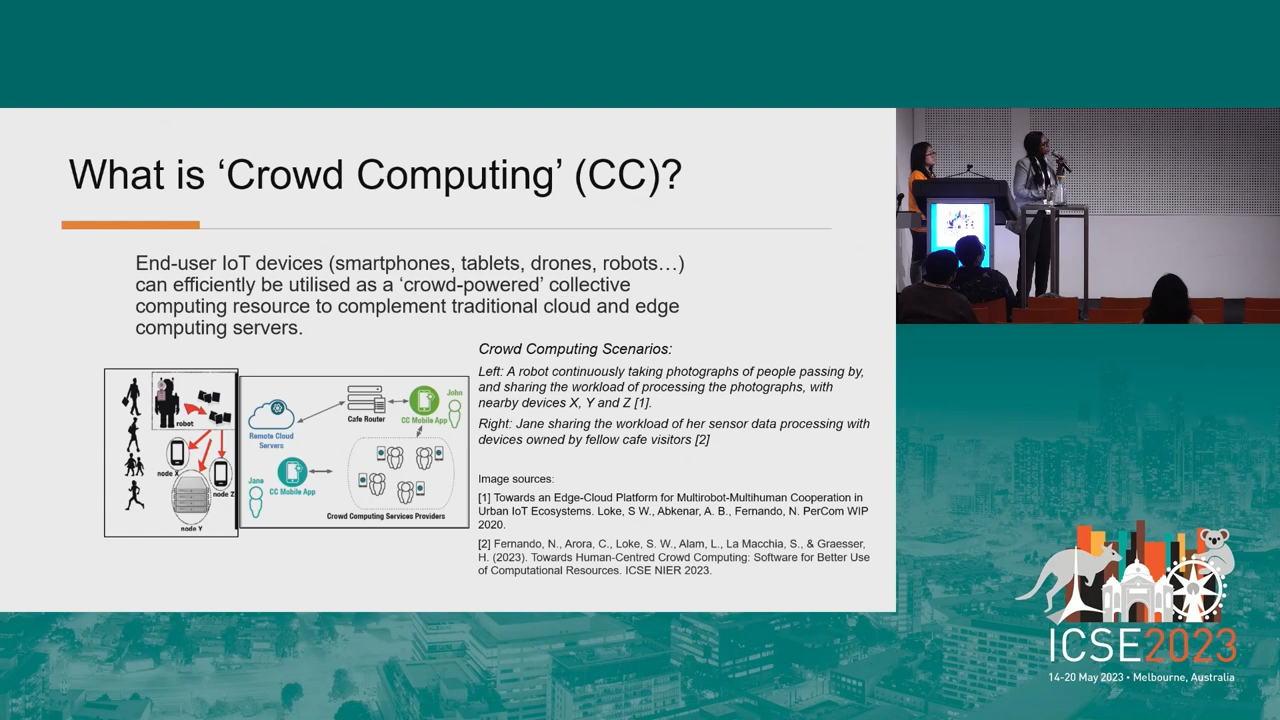 What is ‘Crowd Computing’ (CC)?
End-user IoT devices (smartphones, tablets, drones, robots…)
can efficiently be utilised as a ‘crowd-powered’ collective
computing resource to complement traditional cloud and edge
computing servers.
robot
node X
node Z
node Y
Remote Cloud
Servers
Cafe Router
CC Mobile App
John
Jane
CC Mobile App
Crowd Computing Services Providers
Crowd Computing Scenarios:
Left: A robot continuously taking photographs of people passing by,
and sharing the workload of processing the photographs, with
nearby devices X, Y and Z [1].
Right: Jane sharing the workload of her sensor data processing with
devices owned by fellow cafe visitors [2]
Image sources:
[1] Towards an Edge-Cloud Platform for Multirobot-Multihuman Cooperation in
Urban IoT Ecosystems. Loke, S W., Abkenar, A. B., Fernando, N. PerCom WIP
2020.
[2] Fernando, N., Arora, C., Loke, S. W., Alam, L., La Macchia, S., & Graesser,
H. (2023). Towards Human-Centred Crowd Computing: Software for Better Use
of Computational Resources. ICSE NIER 2023.
ICSE2023
14-20 May 2023 • Melbourne, Australia